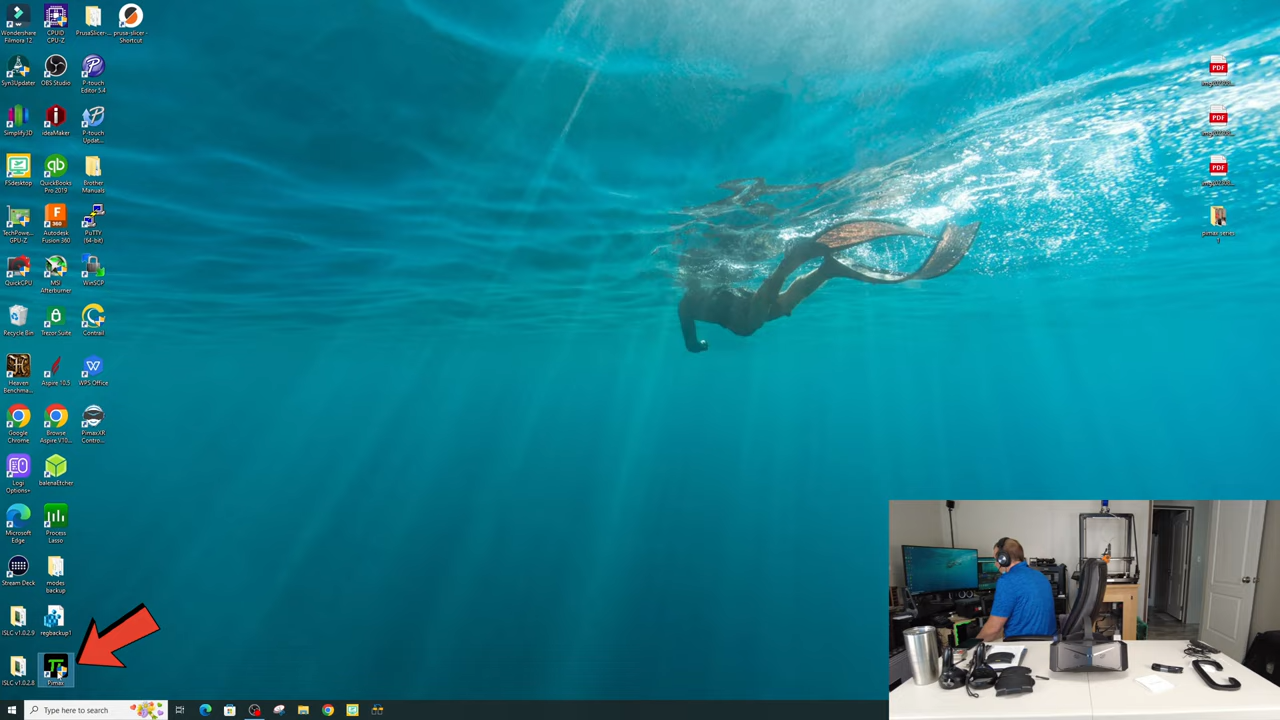 Wondershare
Filmora 12
CPUID
CPU-Z
PrusaSlicer-...
prusa-slicer -
Shortcut
Syn3Updater
OBS Studio
P-touch
Editor 5.4
Simplify3D
ideaMaker
P-touch
Updat...
FSdesktop
QuickBooks
Pro 2019
Brother
Manuals
TechPowe...
GPU-Z
Autodesk
Fusion 360
PuTTY
(64-bit)
QuickCPU
MSI
Afterburner
WinSCP
Recycle Bin
Trezor Suite
Contrail
Heaven
Benchma...
Aspire 10.5
WPS Office
Google
Chrome
Browse
Aspire V10...
PimaxXR
Contro...
Logi
Options+
balenaEtcher
Microsoft
Edge
Process
Lasso
Stream Deck
modes
backup
ISLC v1.0.2.9
regbackup1
ISLC v1.0.2.8
Pimax
PDF
PDF
PDF
pimax series
1
Type here to search